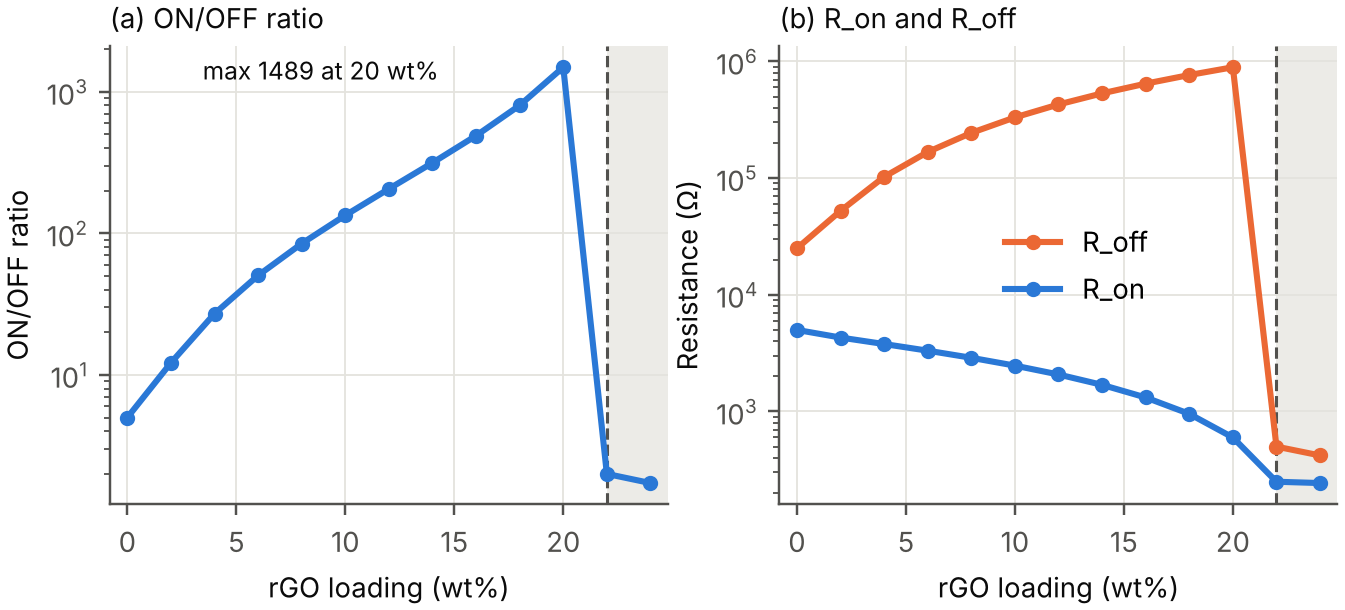 (a) ON/OFF ratio
max 1489 at 20 wt%
ON/OFF ratio
10³
10²
10¹
0 5 10 15 20
rGO loading (wt%)
(b) R_on and R_off
Resistance (Ω)
10⁶
10⁵
10⁴
10³
R_off
R_on
0 5 10 15 20
rGO loading (wt%)